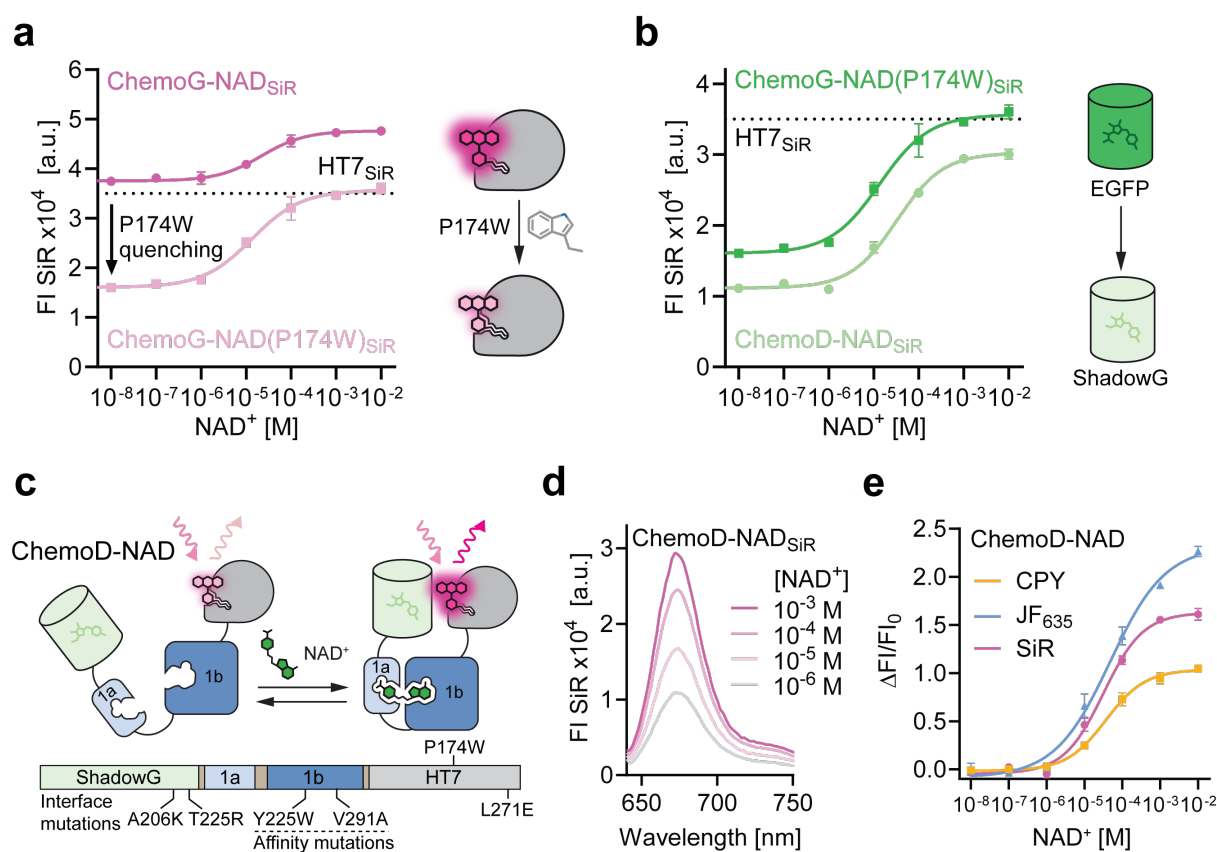 a
FI SiR x10⁴ [a.u.]
6
5
4
3
2
1
0
ChemoG-NAD_SiR
HT7_SiR
P174W
quenching
ChemoG-NAD(P174W)_SiR
10⁻⁸ 10⁻⁷ 10⁻⁶ 10⁻⁵ 10⁻⁴ 10⁻³ 10⁻²
NAD⁺ [M]
P174W
b
FI SiR x10⁴ [a.u.]
4
3
2
1
0
ChemoG-NAD(P174W)_SiR
HT7_SiR
ChemoD-NAD_SiR
10⁻⁸ 10⁻⁷ 10⁻⁶ 10⁻⁵ 10⁻⁴ 10⁻³ 10⁻²
NAD⁺ [M]
EGFP
ShadowG
c
ChemoD-NAD
1a
1b
NAD⁺
1a
1b
P174W
ShadowG 1a 1b HT7
Interface
mutations
A206K T225R Y225W V291A L271E
Affinity mutations
d
FI SiR x10⁴ [a.u.]
3
2
1
0
ChemoD-NAD_SiR
[NAD⁺]
10⁻³ M
10⁻⁴ M
10⁻⁵ M
10⁻⁶ M
650 700 750
Wavelength [nm]
e
ΔFI/FI₀
2.5
2.0
1.5
1.0
0.5
0.0
ChemoD-NAD
CPY
JF₆₃₅
SiR
10⁻⁸ 10⁻⁷ 10⁻⁶ 10⁻⁵ 10⁻⁴ 10⁻³ 10⁻²
NAD⁺ [M]